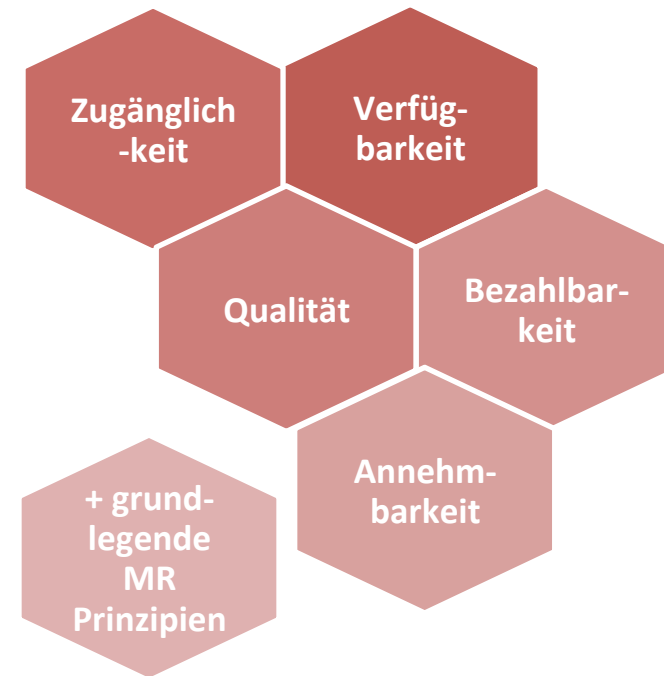 Zugänglich
-keit
Verfüg-
barkeit
Qualität
Bezahlbar-
keit
Annehm-
barkeit
+ grund-
legende
MR
Prinzipien